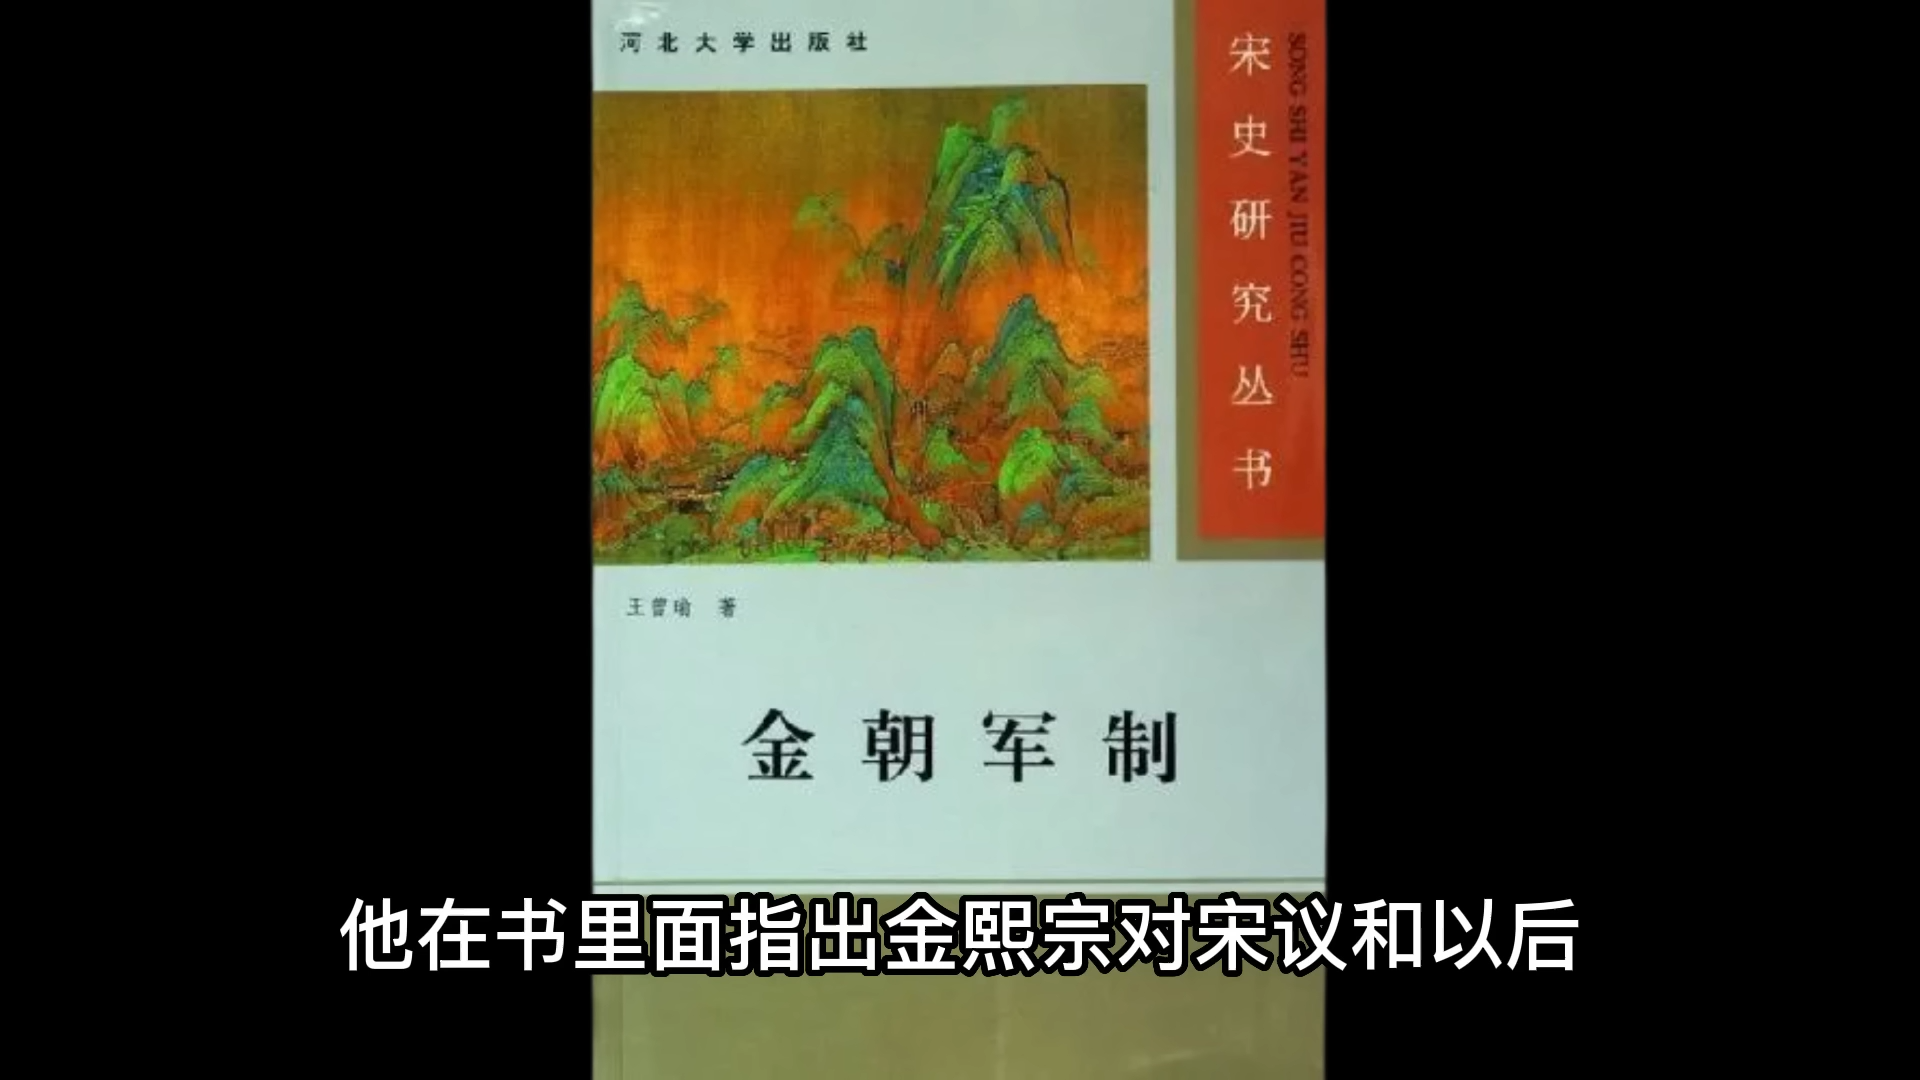 河北大学出版社
宋史研究丛书
SONG SHI YAN JIU CONG SHU
王曾瑜 著
金朝军制
他在书里面指出金熙宗对宋议和以后